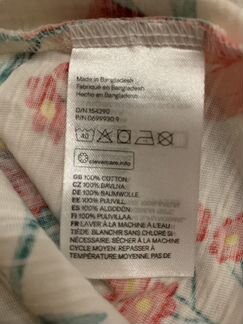 Made in Bangladesh
Fabriqué en Bangladesh
Hecho en Bangladesh
O/N 154290
P/N 0699930 9
40
clevercare.info
GB 100% COTTON.
CZ 100% BAVLNA.
DE 100% BAUMWOLLE
EE 100% PUUVILL.
ES 100% ALGODÓN.
FI 100% PUUVILLAA.
FR LAVER À LA MACHINE À L'EAU
TIÈDE. BLANCHIR SANS CHLORE SI
NÉCESSAIRE. SÉCHER À LA MACHINE
CYCLE MOYEN. REPASSER À
TEMPÉRATURE MOYENNE. PAS DE